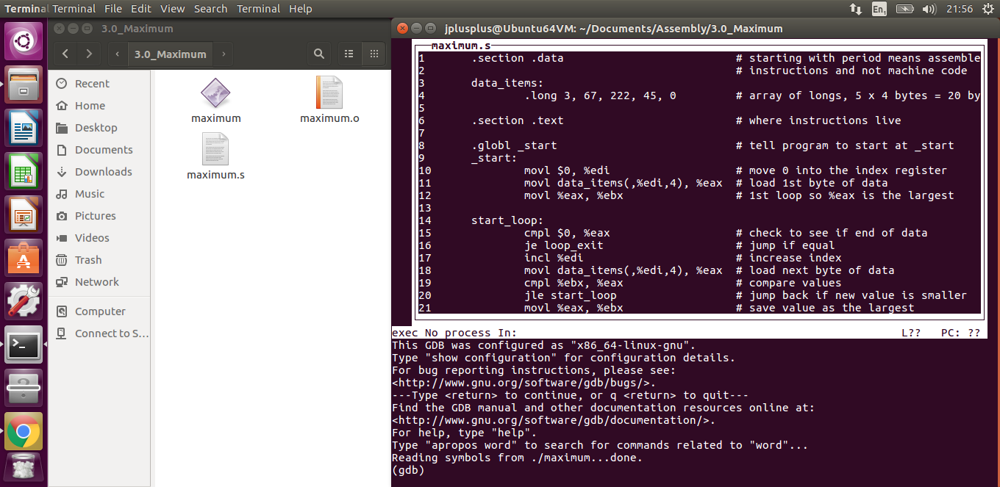 Terminal Terminal File Edit View Search Terminal Help
En1 21:56
3.0_Maximum
3.0_Maximum
Recent
Home
Desktop
Documents
Downloads
Music
Pictures
Videos
Trash
Network
Computer
Connect to S...
maximum
maximum.o
maximum.s
jplusplus@Ubuntu64VM: ~/Documents/Assembly/3.0_Maximum
maximum.s
1 .section .data # starting with period means assemble
2 # instructions and not machine code
3 data_items:
4 .long 3, 67, 222, 45, 0 # array of longs, 5 x 4 bytes = 20 by
5
6 .section .text # where instructions live
7
8 .globl _start # tell program to start at _start
9 _start:
10 movl $0, %edi # move 0 into the index register
11 movl data_items(,%edi,4), %eax # load 1st byte of data
12 movl %eax, %ebx # 1st loop so %eax is the largest
13
14 start_loop:
15 cmpl $0, %eax # check to see if end of data
16 je loop_exit # jump if equal
17 incl %edi # increase index
18 movl data_items(,%edi,4), %eax # load next byte of data
19 cmpl %ebx, %eax # compare values
20 jle start_loop # jump back if new value is smaller
21 movl %eax, %ebx # save value as the largest
exec No process In: L?? PC: ??
This GDB was configured as "x86_64-linux-gnu".
Type "show configuration" for configuration details.
For bug reporting instructions, please see:
<http://www.gnu.org/software/gdb/bugs/>.
---Type <return> to continue, or q <return> to quit---
Find the GDB manual and other documentation resources online at:
<http://www.gnu.org/software/gdb/documentation/>.
For help, type "help".
Type "apropos word" to search for commands related to "word"...
Reading symbols from ./maximum...done.
(gdb)